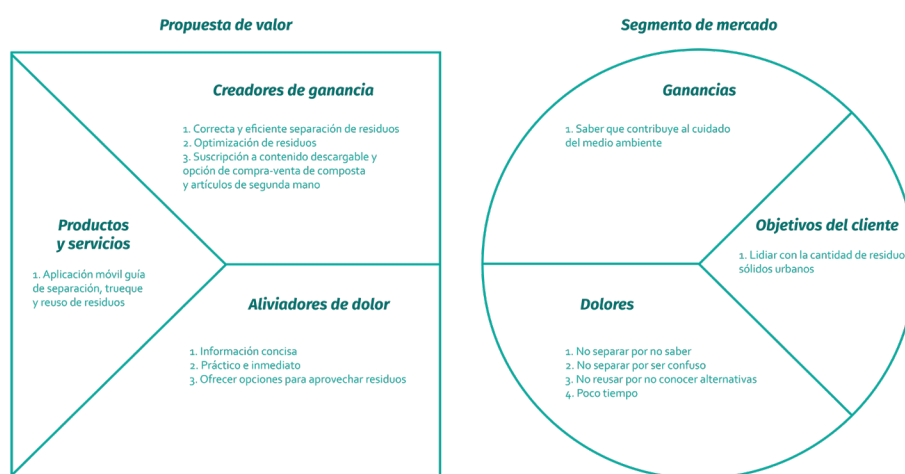 Propuesta de valor
Creadores de ganancia
1. Correcta y eficiente separación de residuos
2. Optimización de residuos
3. Suscripción a contenido descargable y
opción de compra-venta de composta
y artículos de segunda mano
Productos
y servicios
1. Aplicación móvil guía
de separación, trueque
y reuso de residuos
Aliviadores de dolor
1. Información concisa
2. Práctico e inmediato
3. Ofrecer opciones para aprovechar residuos
Segmento de mercado
Ganancias
1. Saber que contribuye al cuidado
del medio ambiente
Objetivos del cliente
1. Lidiar con la cantidad de residuo
sólidos urbanos
Dolores
1. No separar por no saber
2. No separar por ser confuso
3. No reusar por no conocer alternativas
4. Poco tiempo